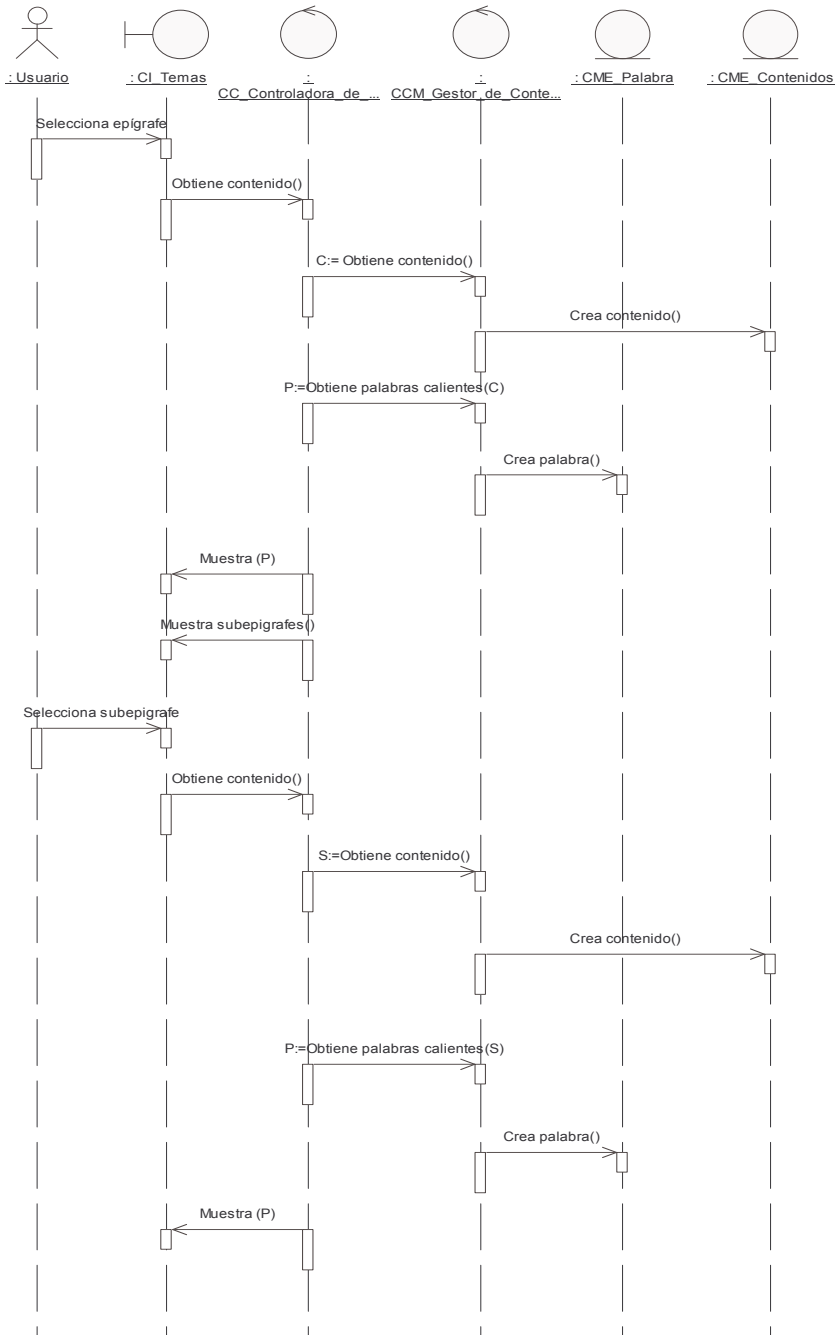 : Usuario
: CI_Temas
:
CC_Controladora_de_...
:
CCM_Gestor_de_Conte...
: CME_Palabra
: CME_Contenidos
Selecciona epígrafe
Obtiene contenido()
C:= Obtiene contenido()
Crea contenido()
P:=Obtiene palabras calientes(C)
Crea palabra()
Muestra (P)
Muestra subepigrafes()
Selecciona subepigrafe
Obtiene contenido()
S:=Obtiene contenido()
Crea contenido()
P:=Obtiene palabras calientes(S)
Crea palabra()
Muestra (P)